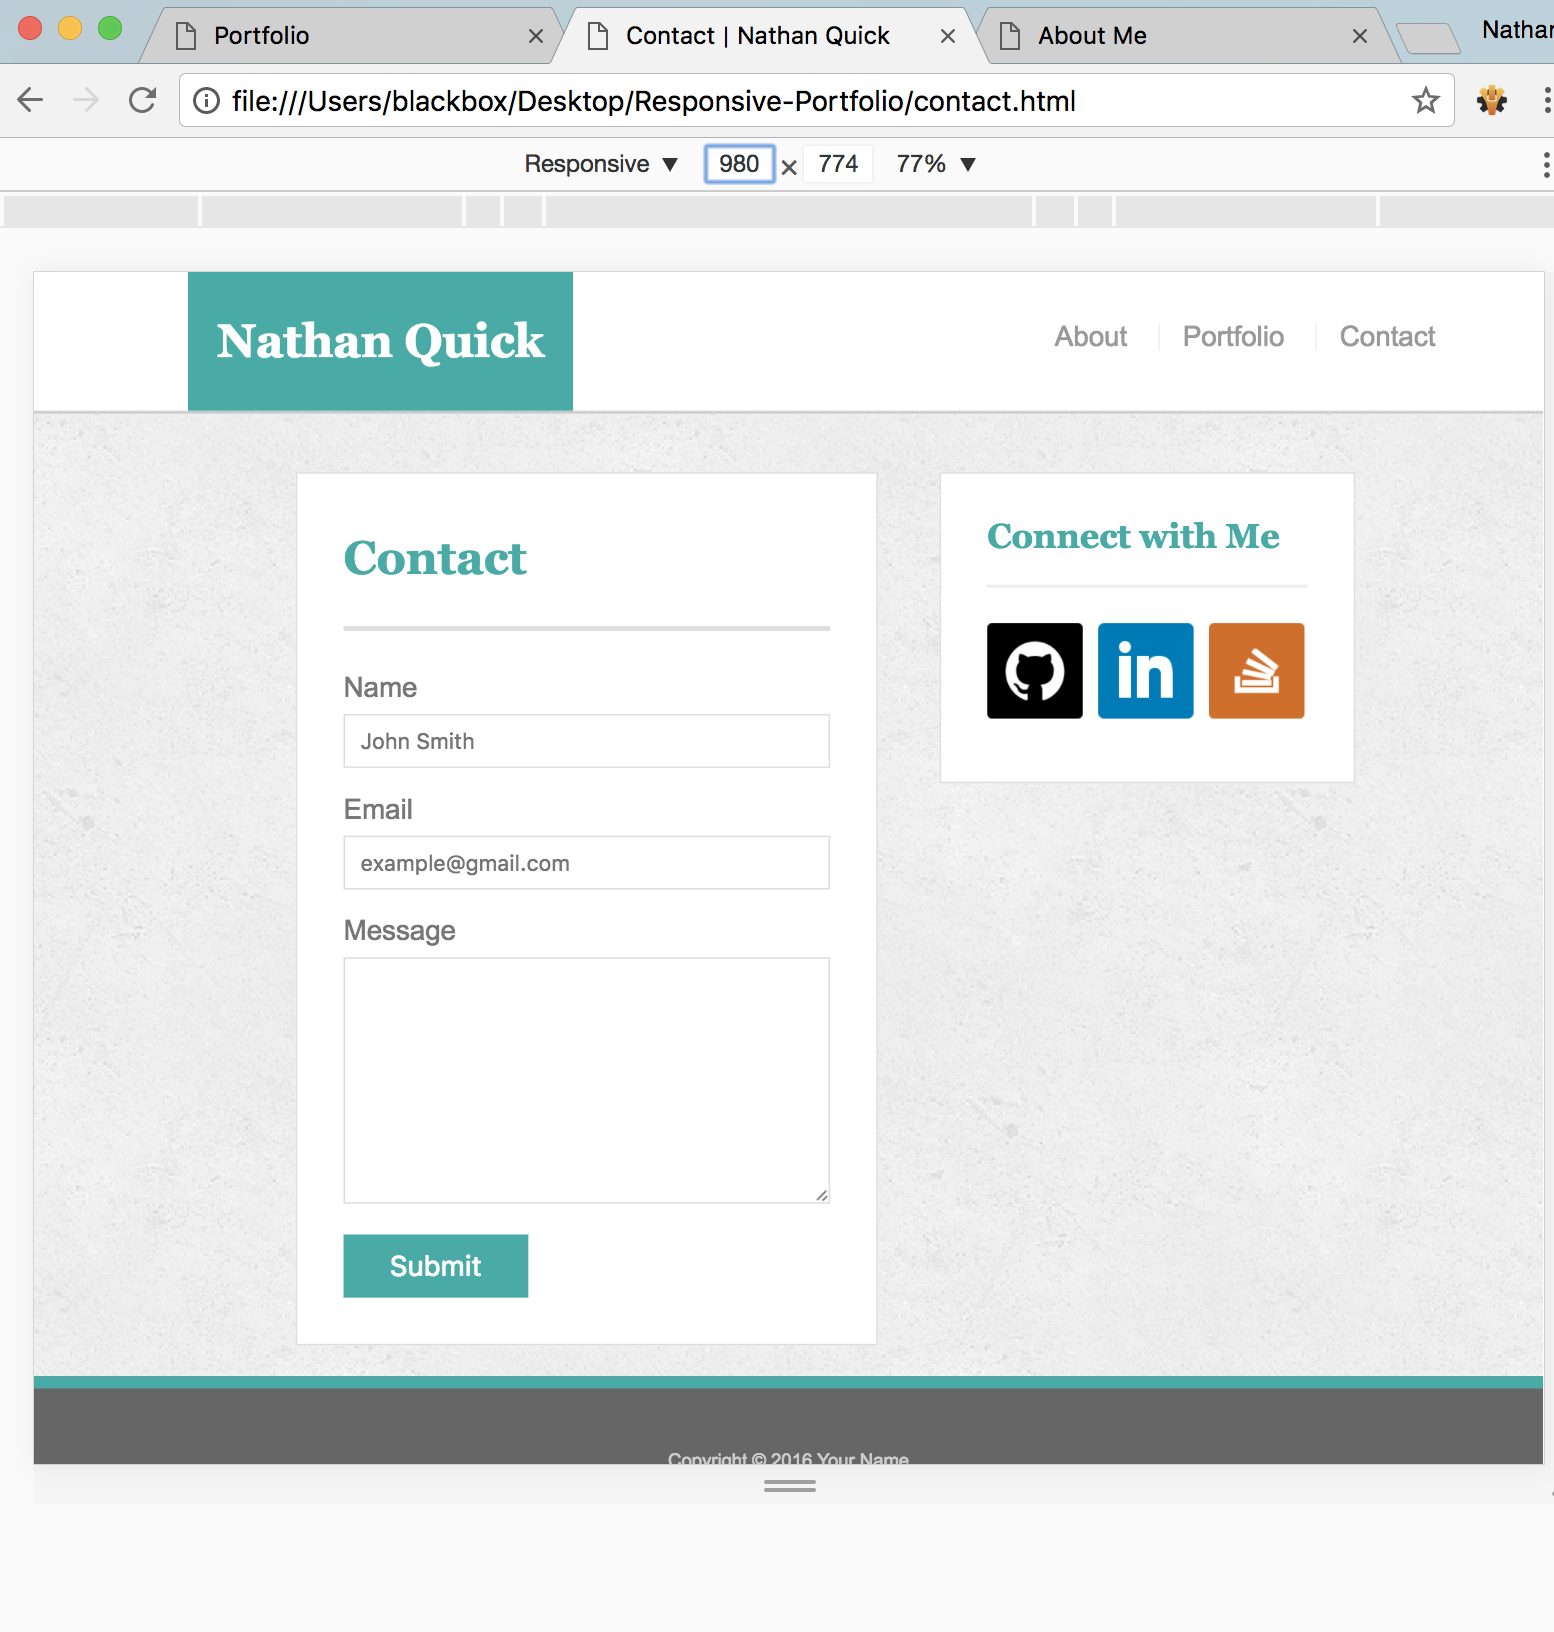 Portfolio
Contact | Nathan Quick
About Me
Nathan
file:///Users/blackbox/Desktop/Responsive-Portfolio/contact.html
Responsive 980 × 774 77%
Nathan Quick
About
Portfolio
Contact
Contact
Name
John Smith
Email
example@gmail.com
Message
Submit
Connect with Me
in
Copyright © 2016 Your Name